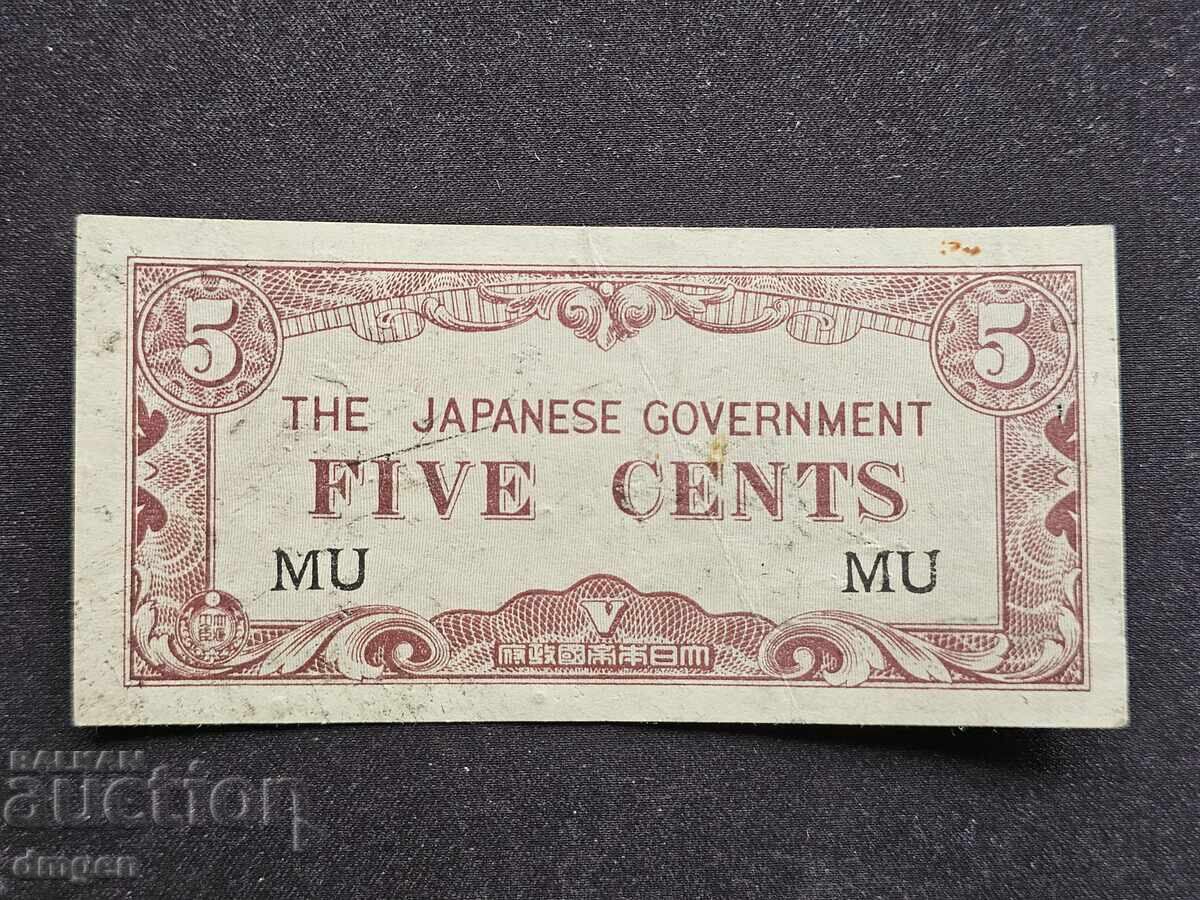 5 5
THE JAPANESE GOVERNMENT
FIVE CENTS
MU MU
V
府政國帝本日大
BALKAN
auction
dmgen